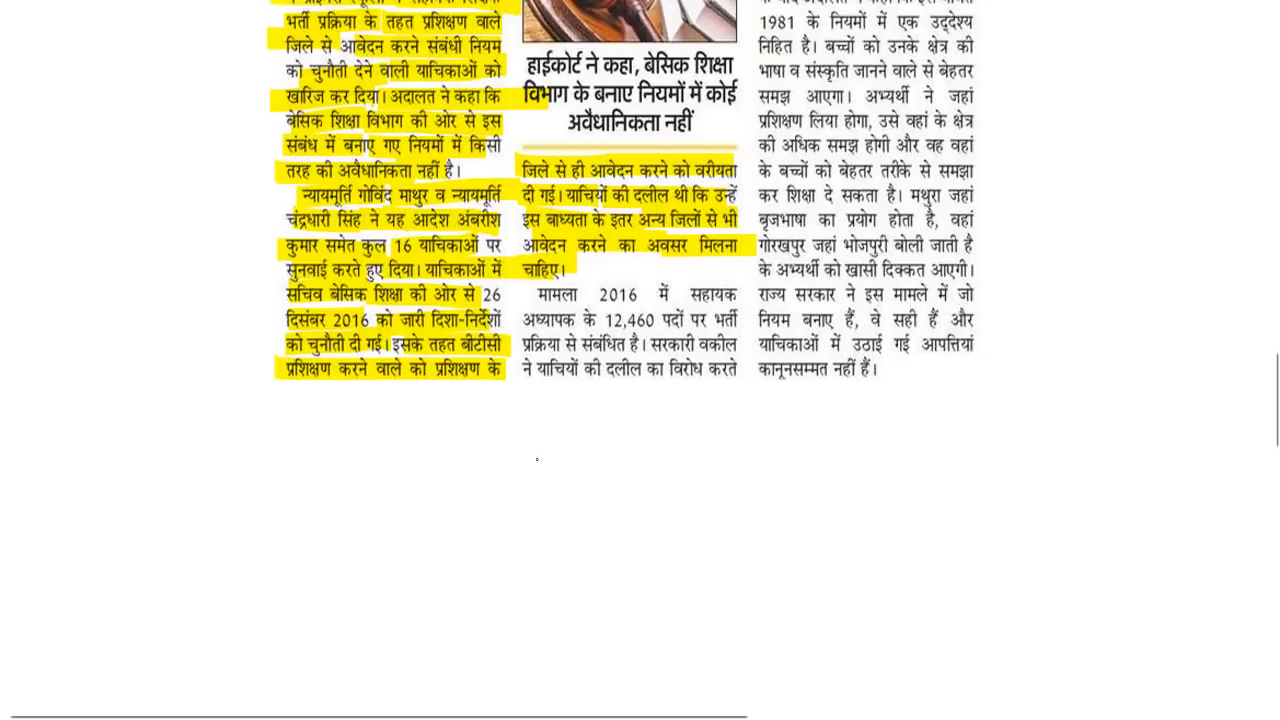 भर्ती प्रक्रिया के तहत प्रशिक्षण वाले
जिले से आवेदन करने संबंधी नियम
को चुनौती देने वाली याचिकाओं को
खारिज कर दिया। अदालत ने कहा कि
बेसिक शिक्षा विभाग की ओर से इस
संबंध में बनाए गए नियमों में किसी
तरह की अवैधानिकता नहीं है।
न्यायमूर्ति गोविंद माथुर व न्यायमूर्ति
चंद्रधारी सिंह ने यह आदेश अंबरीश
कुमार समेत कुल 16 याचिकाओं पर
सुनवाई करते हुए दिया। याचिकाओं में
सचिव बेसिक शिक्षा की ओर से 26
दिसंबर 2016 को जारी दिशा-निर्देशों
को चुनौती दी गई। इसके तहत बीटीसी
प्रशिक्षण करने वाले को प्रशिक्षण के
हाईकोर्ट ने कहा, बेसिक शिक्षा
विभाग के बनाए नियमों में कोई
अवैधानिकता नहीं
जिले से ही आवेदन करने को वरीयता
दी गई। याचियों की दलील थी कि उन्हें
इस बाध्यता के इतर अन्य जिलों से भी
आवेदन करने का अवसर मिलना
चाहिए।
मामला 2016 में सहायक
अध्यापक के 12,460 पदों पर भर्ती
प्रक्रिया से संबंधित है। सरकारी वकील
ने याचियों की दलील का विरोध करते
1981 के नियमों में एक उद्देश्य
निहित है। बच्चों को उनके क्षेत्र की
भाषा व संस्कृति जानने वाले से बेहतर
समझ आएगा। अभ्यर्थी ने जहां
प्रशिक्षण लिया होगा, उसे वहां के क्षेत्र
की अधिक समझ होगी और वह वहां
के बच्चों को बेहतर तरीके से समझा
कर शिक्षा दे सकता है। मथुरा जहां
बृजभाषा का प्रयोग होता है, वहां
गोरखपुर जहां भोजपुरी बोली जाती है
के अभ्यर्थी को खासी दिक्कत आएगी।
राज्य सरकार ने इस मामले में जो
नियम बनाए हैं, वे सही हैं और
याचिकाओं में उठाई गई आपत्तियां
कानूनसम्मत नहीं हैं।